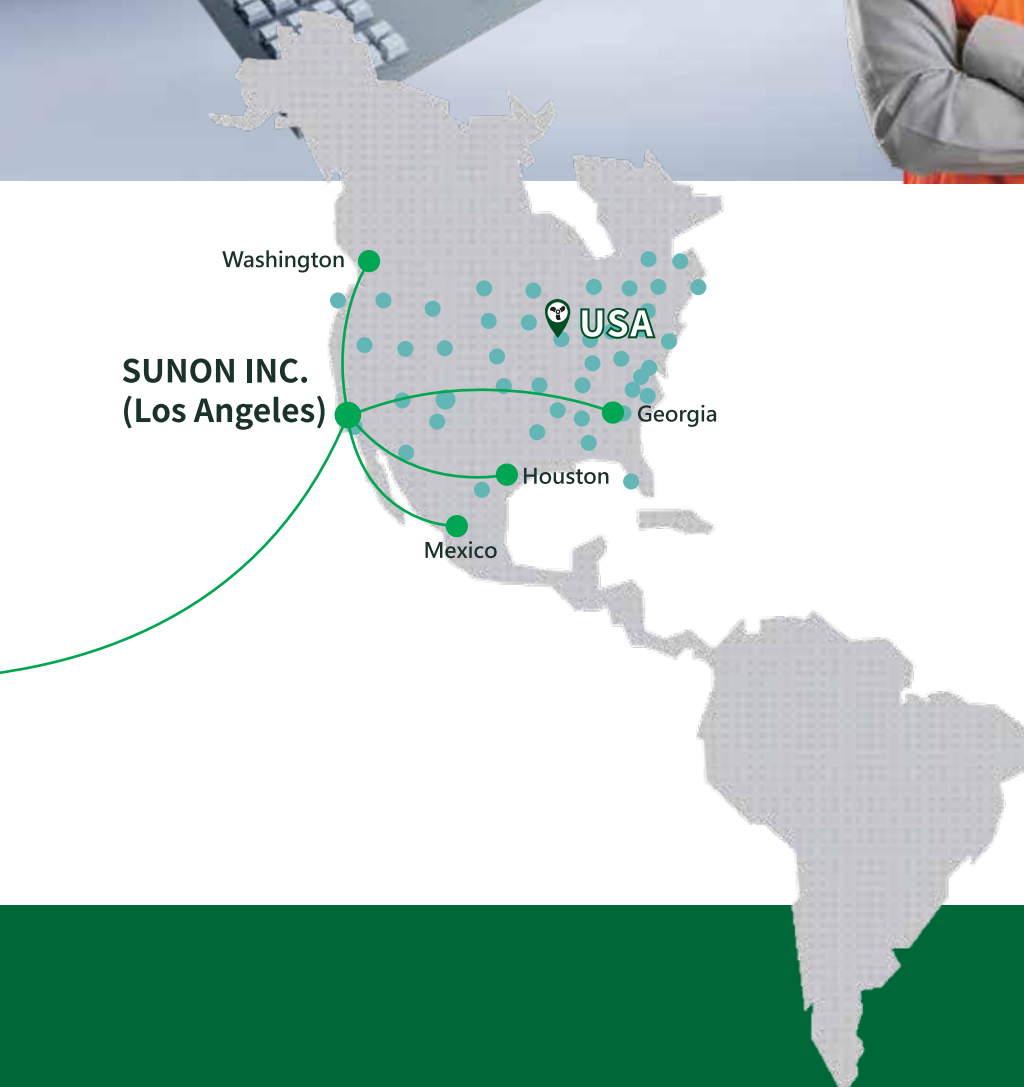 Washington
USA
SUNON INC.
(Los Angeles)
Georgia
Houston
Mexico